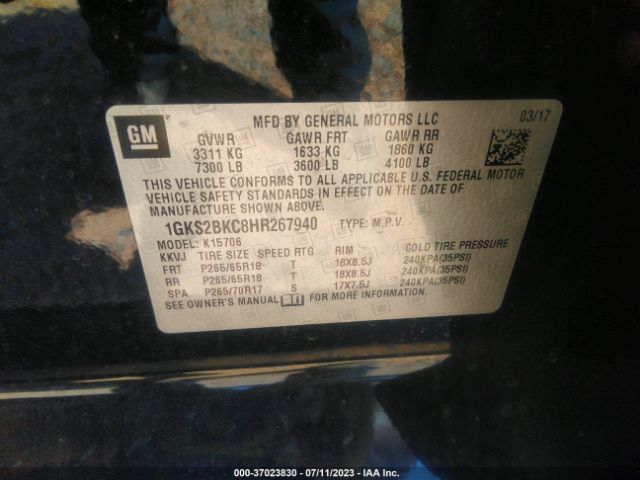 GM
MFD BY GENERAL MOTORS LLC
03/17
GVWR GAWR FRT GAWR RR
3311 KG 1633 KG 1860 KG
7300 LB 3600 LB 4100 LB
THIS VEHICLE CONFORMS TO ALL APPLICABLE U.S. FEDERAL MOTOR
VEHICLE SAFETY STANDARDS IN EFFECT ON THE DATE OF
MANUFACTURE SHOWN ABOVE.
1GKS2BKC8HR267940 TYPE: M.P.V.
MODEL: K15706
KKVJ TIRE SIZE SPEED RTG RIM COLD TIRE PRESSURE
FRT P265/65R18 T 18X8.5J 240KPA(35PSI)
RR P265/65R18 T 18X8.5J 240KPA(35PSI)
SPA P265/70R17 S 17X7.5J 240KPA(35PSI)
SEE OWNER'S MANUAL FOR MORE INFORMATION.
000-37023830 - 07/11/2023 - IAA Inc.